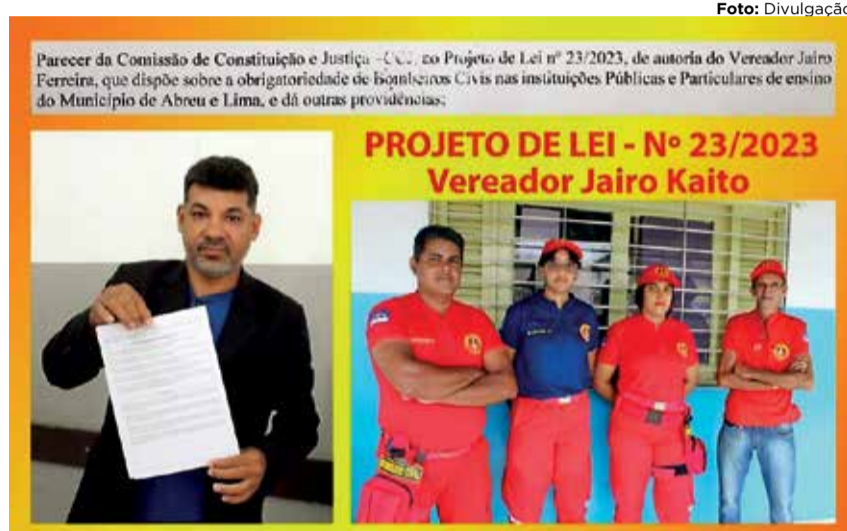 Foto: Divulgação
Parecer da Comissão de Constituição e Justiça – CCJ, ao Projeto de Lei nº 23/2023, de autoria do Vereador Jairo
Ferreira, que dispõe sobre a obrigatoriedade de Bombeiros Civis nas instituições Públicas e Particulares de ensino
do Município de Abreu e Lima, e dá outras providências;
PROJETO DE LEI - Nº 23/2023
Vereador Jairo Kaito